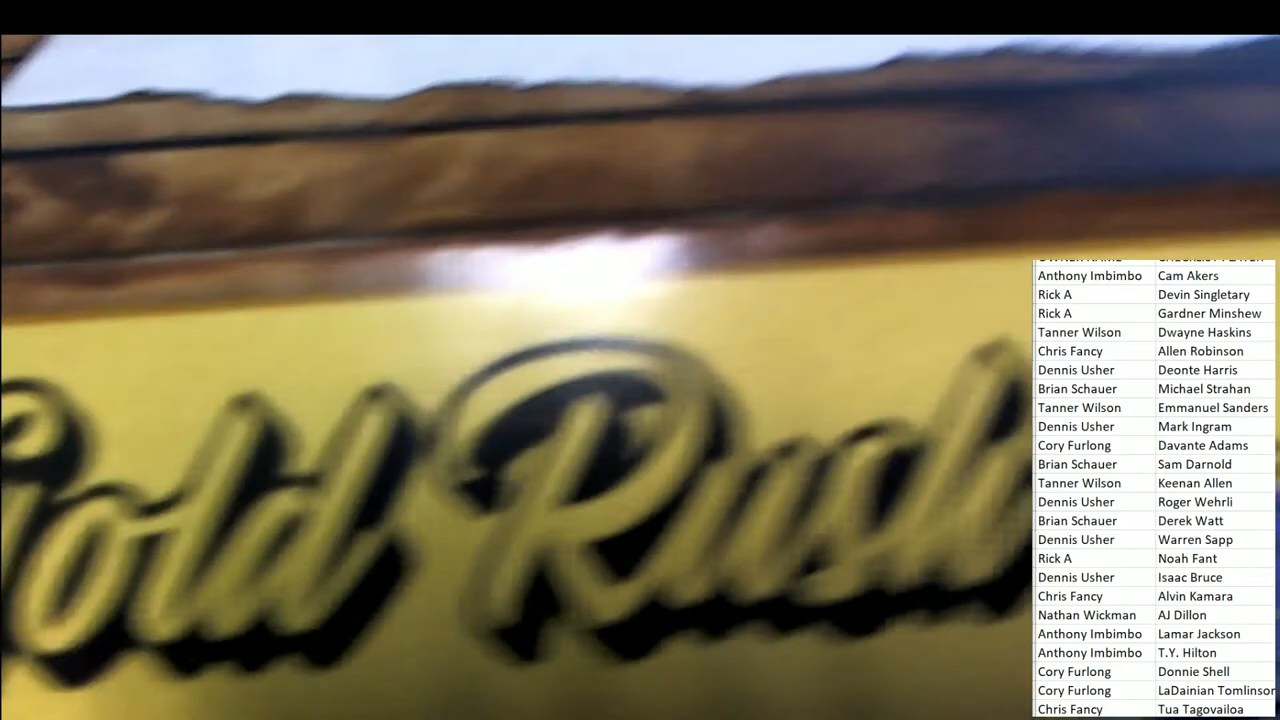 Gold Rush
Anthony Imbimbo Cam Akers
Rick A Devin Singletary
Rick A Gardner Minshew
Tanner Wilson Dwayne Haskins
Chris Fancy Allen Robinson
Dennis Usher Deonte Harris
Brian Schauer Michael Strahan
Tanner Wilson Emmanuel Sanders
Dennis Usher Mark Ingram
Cory Furlong Davante Adams
Brian Schauer Sam Darnold
Tanner Wilson Keenan Allen
Dennis Usher Roger Wehrli
Brian Schauer Derek Watt
Dennis Usher Warren Sapp
Rick A Noah Fant
Dennis Usher Isaac Bruce
Chris Fancy Alvin Kamara
Nathan Wickman AJ Dillon
Anthony Imbimbo Lamar Jackson
Anthony Imbimbo T.Y. Hilton
Cory Furlong Donnie Shell
Cory Furlong LaDainian Tomlinson
Chris Fancy Tua Tagovailoa